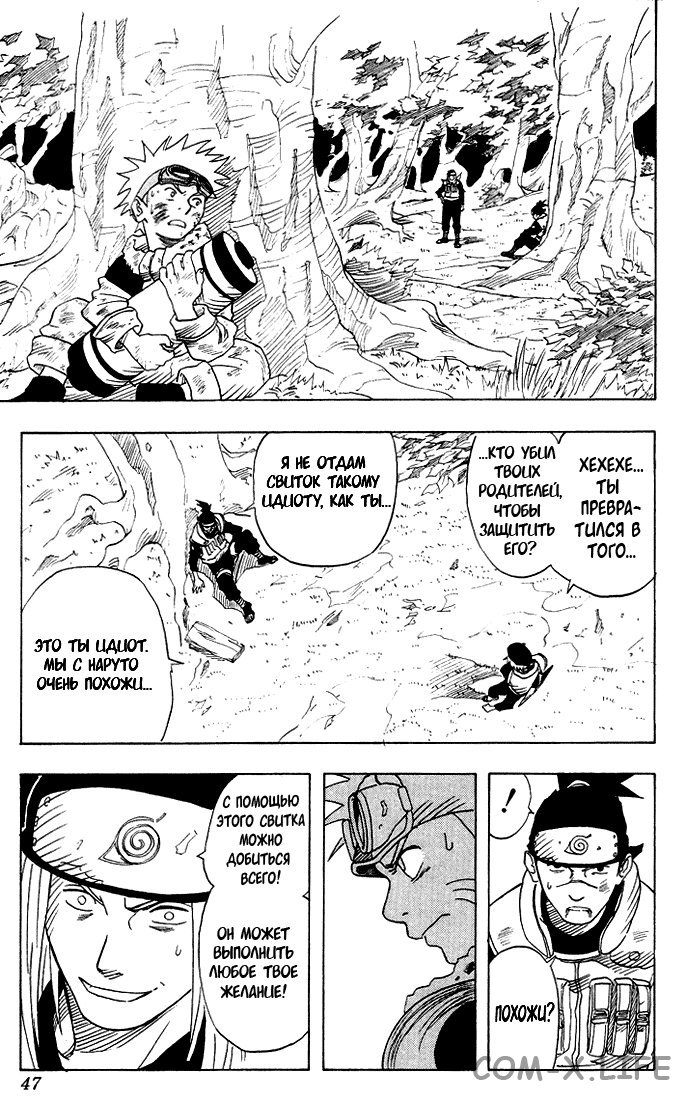 ХЕХЕХЕ...
ТЫ
ПРЕВРА-
ТИЛСЯ В
ТОГО...
...КТО УБИЛ
ТВОИХ
РОДИТЕЛЕЙ,
ЧТОБЫ
ЗАЩИТИТЬ
ЕГО?
Я НЕ ОТДАМ
СВИТОК ТАКОМУ
ИДИОТУ, КАК ТЫ...
ЭТО ТЫ ИДИОТ.
МЫ С НАРУТО
ОЧЕНЬ ПОХОЖИ...
!
ПОХОЖИ?
С ПОМОЩЬЮ
ЭТОГО СВИТКА
МОЖНО
ДОБИТЬСЯ
ВСЕГО!
ОН МОЖЕТ
ВЫПОЛНИТЬ
ЛЮБОЕ ТВОЕ
ЖЕЛАНИЕ!
COM-X.LIFE
47